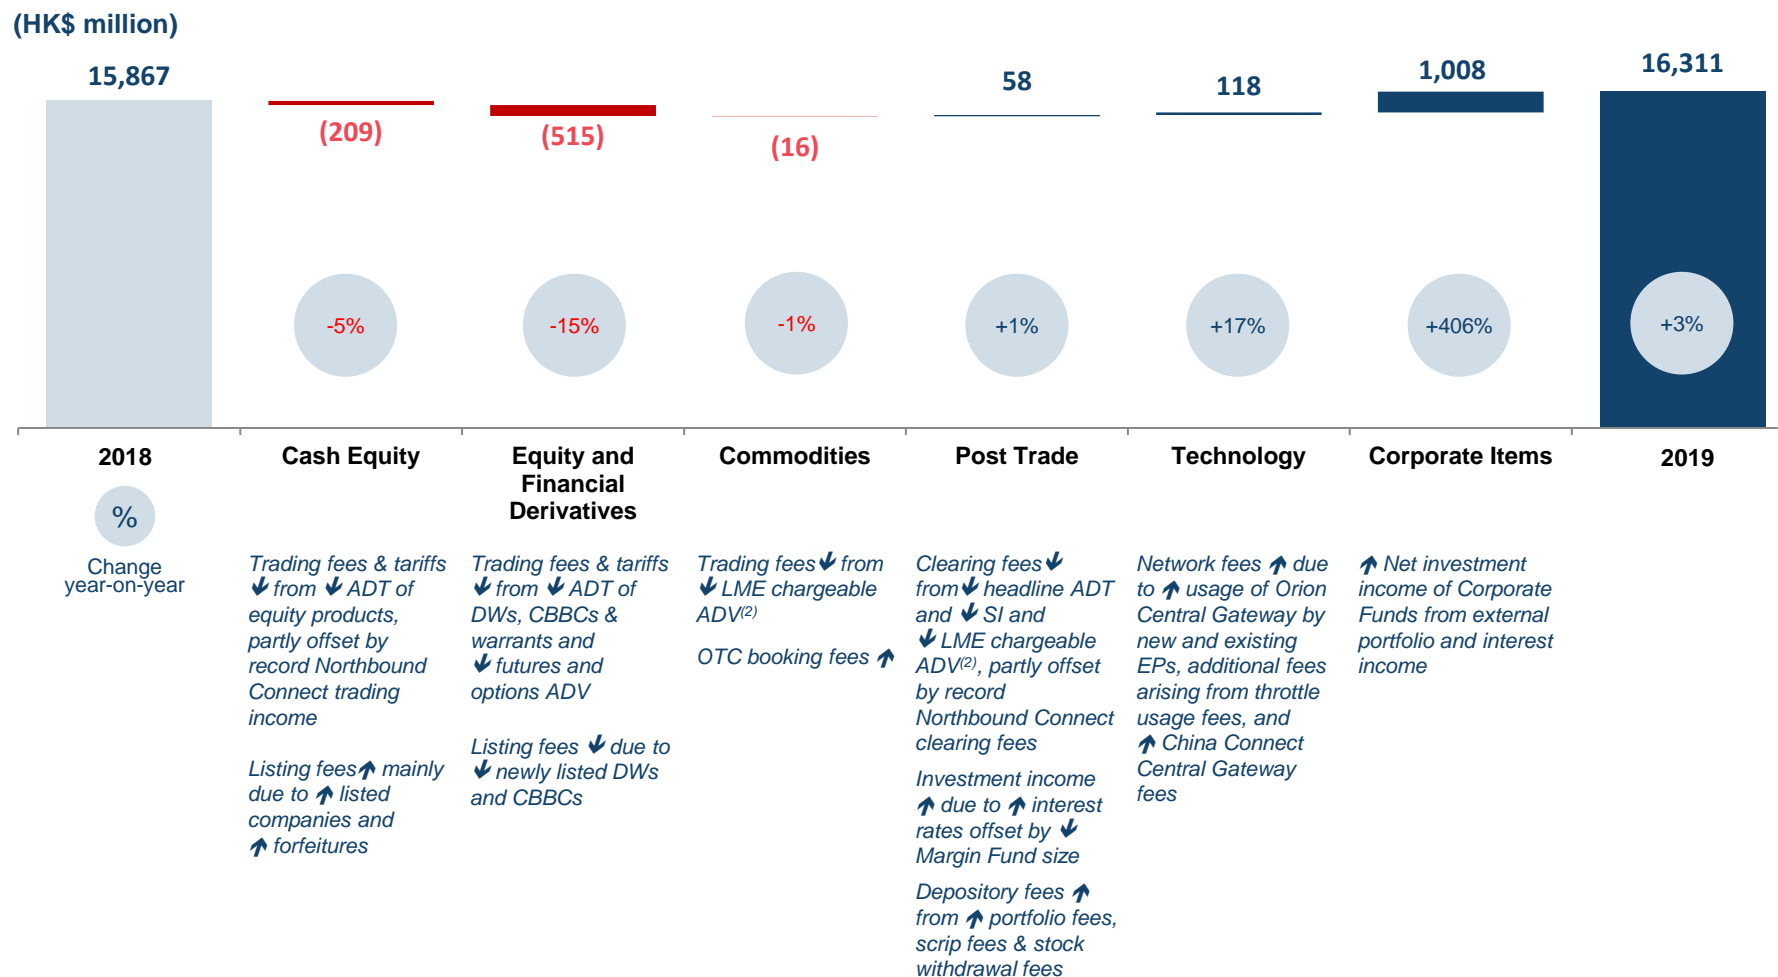 (HK$ million)
15,867
(209)
(515)
(16)
58
118
1,008
16,311
-5%
-15%
-1%
+1%
+17%
+406%
+3%
2018
Cash Equity
Equity and
Financial
Derivatives
Commodities
Post Trade
Technology
Corporate Items
2019
%
Change
year-on-year
Trading fees & tariffs
↓ from ↓ ADT of
equity products,
partly offset by
record Northbound
Connect trading
income
Listing fees ↑ mainly
due to ↑ listed
companies and
↑ forfeitures
Trading fees & tariffs
↓ from ↓ ADT of
DWs, CBBCs &
warrants and
↓ futures and
options ADV
Listing fees ↓ due to
↓ newly listed DWs
and CBBCs
Trading fees ↓ from
↓ LME chargeable
ADV(2)
OTC booking fees ↑
Clearing fees ↓
from ↓ headline ADT
and ↓ SI and
↓ LME chargeable
ADV(2), partly offset
by record
Northbound Connect
clearing fees
Investment income
↑ due to ↑ interest
rates offset by ↓
Margin Fund size
Depository fees ↑
from ↑ portfolio fees,
scrip fees & stock
withdrawal fees
Network fees ↑ due
to ↑ usage of Orion
Central Gateway by
new and existing
EPs, additional fees
arising from throttle
usage fees, and
↑ China Connect
Central Gateway
fees
↑ Net investment
income of Corporate
Funds from external
portfolio and interest
income